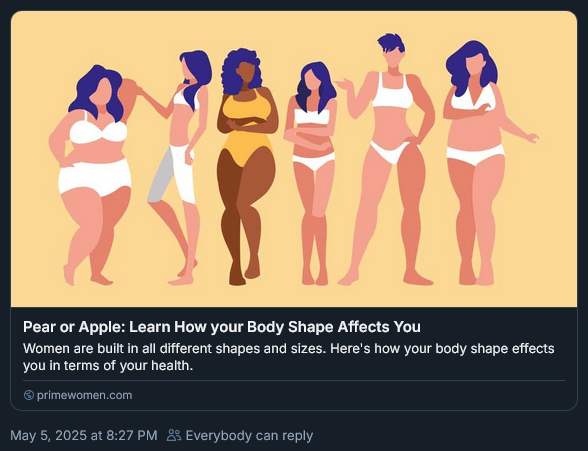 Pear or Apple: Learn How your Body Shape Affects You
Women are built in all different shapes and sizes. Here's how your body shape effects
you in terms of your health.
primewomen.com
May 5, 2025 at 8:27 PM Everybody can reply